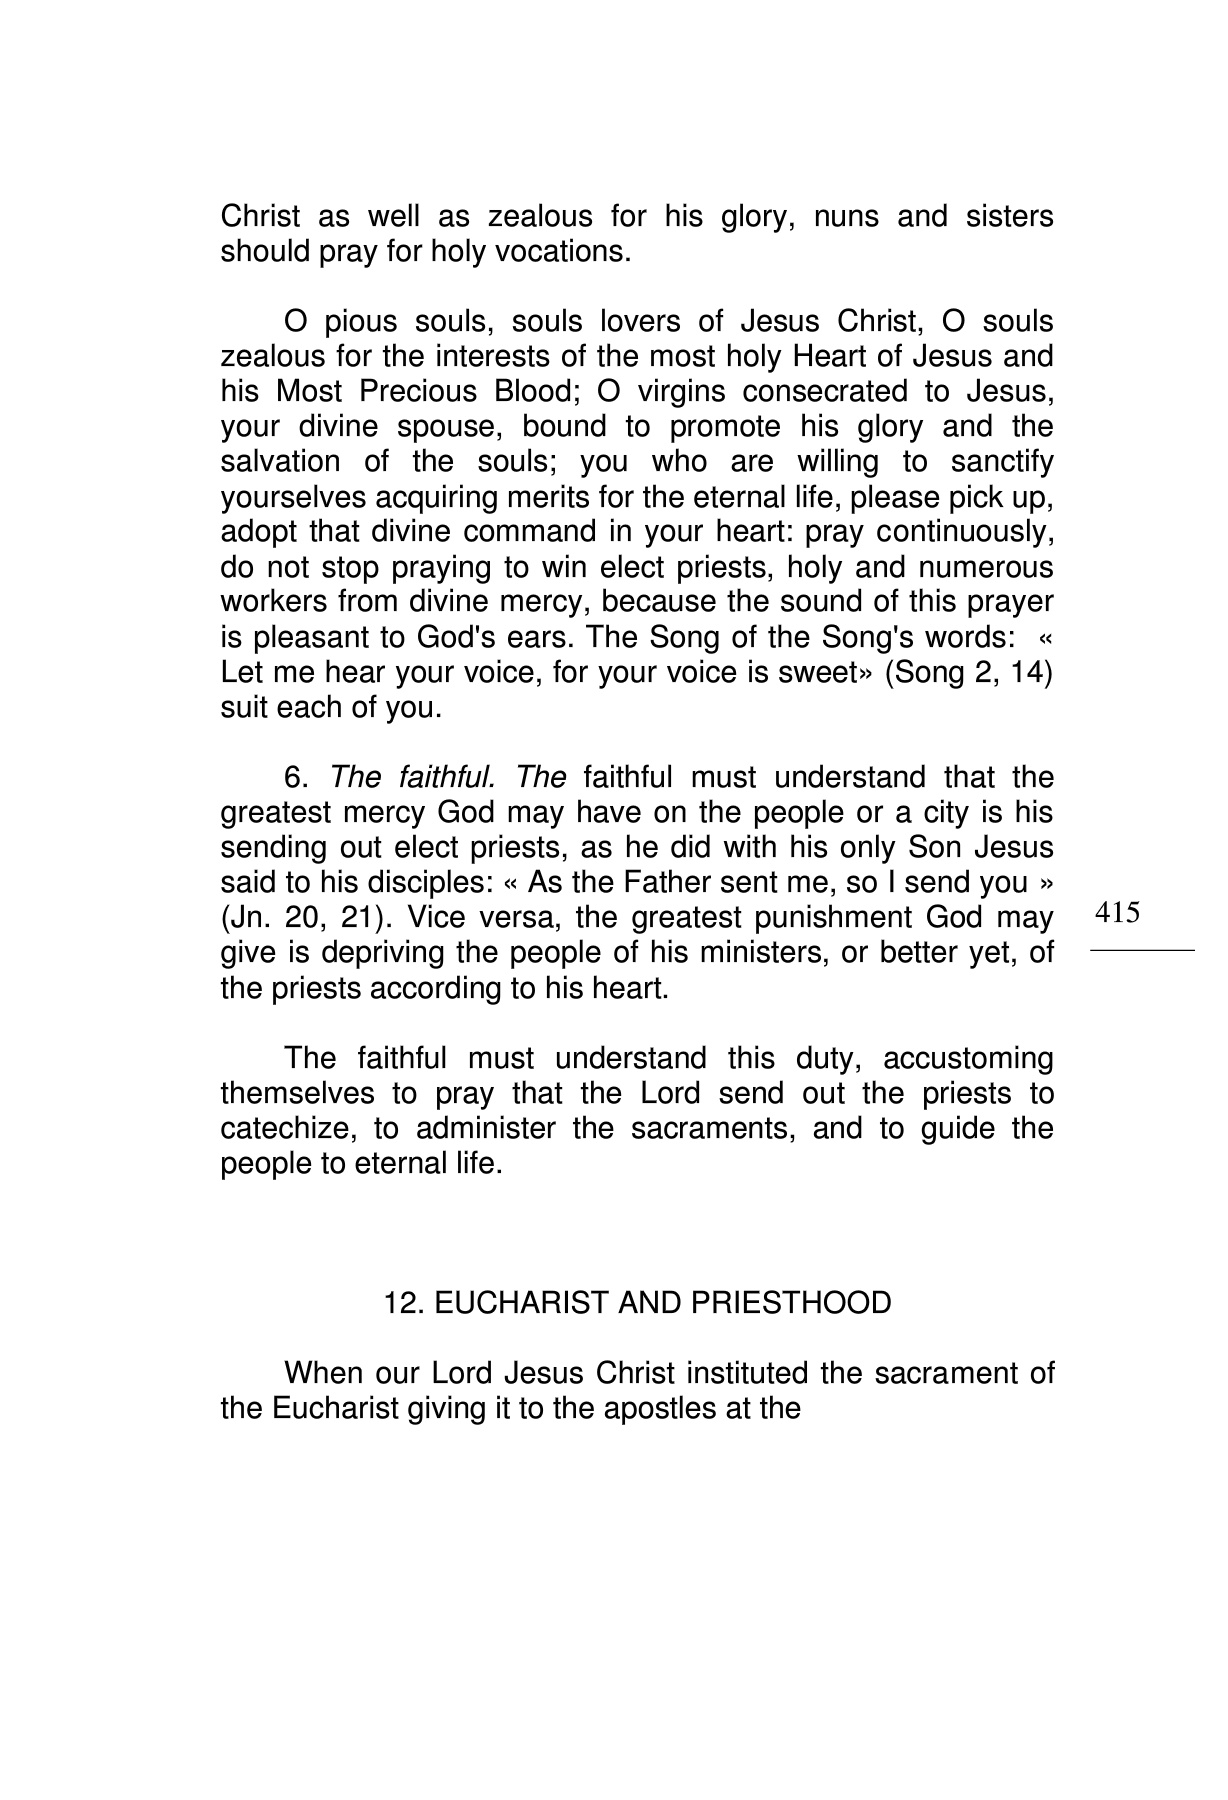 Christ as well as zealous for his glory, nuns and sisters
should pray for holy vocations.
O pious souls, souls lovers of Jesus Christ, O souls
zealous for the interests of the most holy Heart of Jesus and
his Most Precious Blood; O virgins consecrated to Jesus,
your divine spouse, bound to promote his glory and the
salvation of the souls; you who are willing to sanctify
yourselves acquiring merits for the eternal life, please pick up,
adopt that divine command in your heart: pray continuously,
do not stop praying to win elect priests, holy and numerous
workers from divine mercy, because the sound of this prayer
is pleasant to God's ears. The Song of the Song's words: «
Let me hear your voice, for your voice is sweet» (Song 2, 14)
suit each of you.
6. The faithful. The faithful must understand that the
greatest mercy God may have on the people or a city is his
sending out elect priests, as he did with his only Son Jesus
said to his disciples: « As the Father sent me, so I send you »
(Jn. 20, 21). Vice versa, the greatest punishment God may
give is depriving the people of his ministers, or better yet, of
the priests according to his heart.
415
The faithful must understand this duty, accustoming
themselves to pray that the Lord send out the priests to
catechize, to administer the sacraments, and to guide the
people to eternal life.
12. EUCHARIST AND PRIESTHOOD
When our Lord Jesus Christ instituted the sacrament of
the Eucharist giving it to the apostles at the